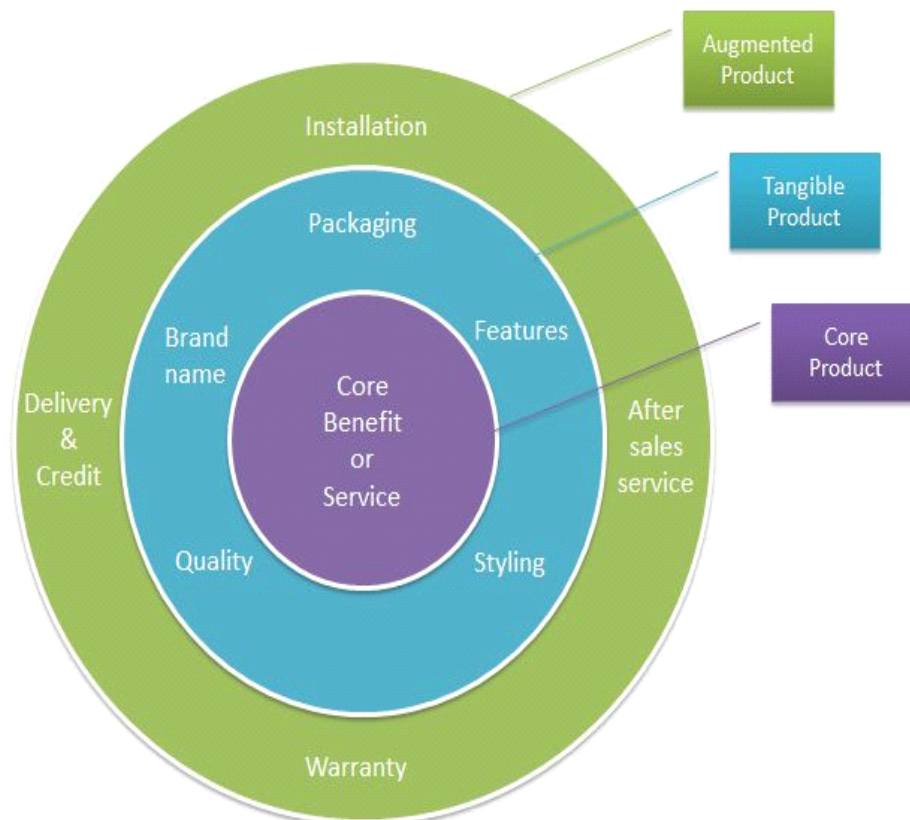 Augmented
Product
Installation
Tangible
Product
Packaging
Core
Product
Brand
name
Features
Core
Benefit
or
Service
Delivery
&
Credit
After
sales
service
Quality
Styling
Warranty